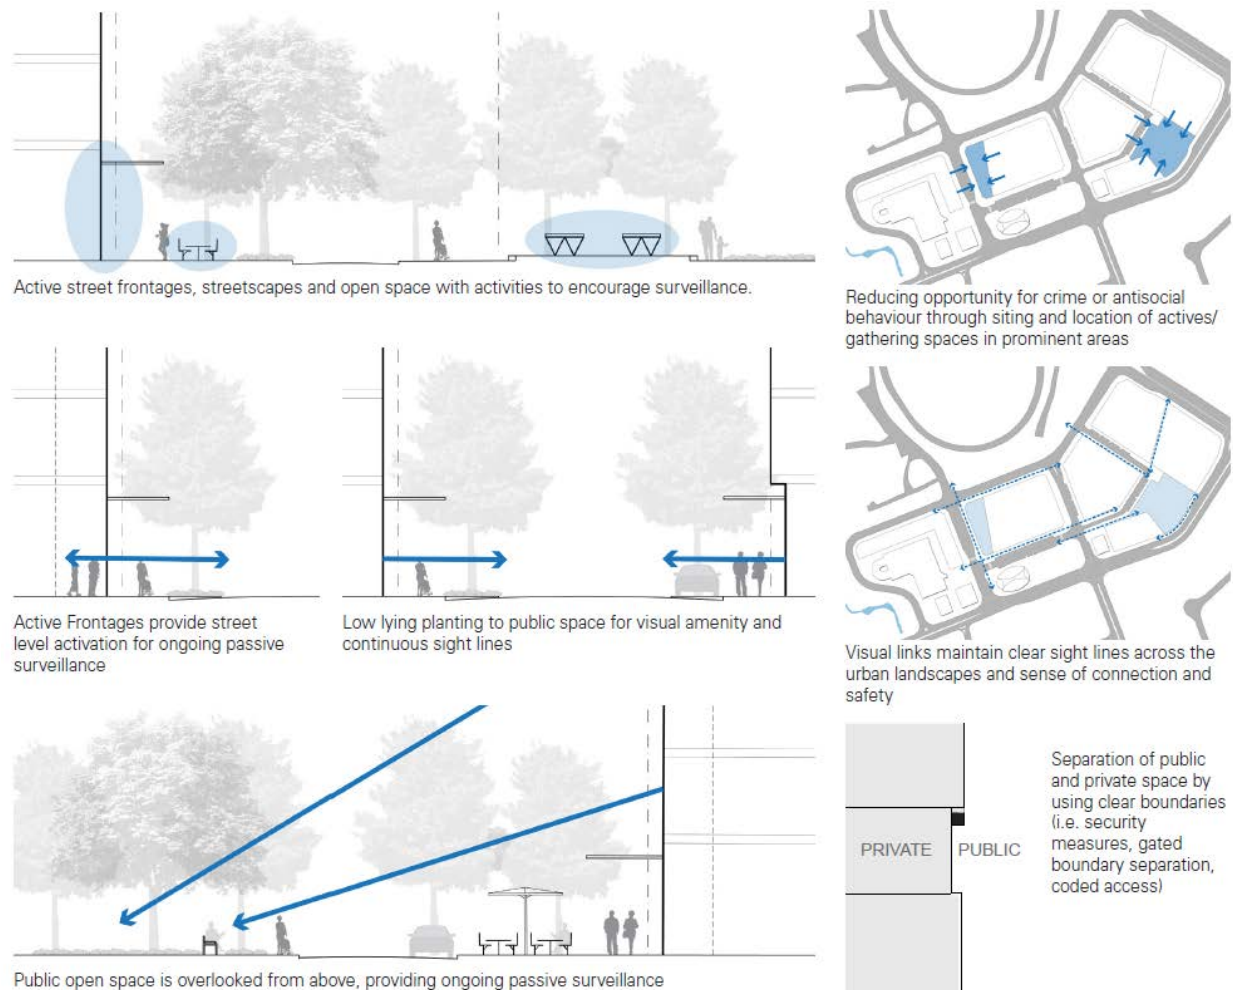 Active street frontages, streetscapes and open space with activities to encourage surveillance.
Reducing opportunity for crime or antisocial
behaviour through siting and location of actives/
gathering spaces in prominent areas
Active Frontages provide street
level activation for ongoing passive
surveillance
Low lying planting to public space for visual amenity and
continuous sight lines
Visual links maintain clear sight lines across the
urban landscapes and sense of connection and
safety
Public open space is overlooked from above, providing ongoing passive surveillance
PRIVATE
PUBLIC
Separation of public
and private space by
using clear boundaries
(i.e. security
measures, gated
boundary separation,
coded access)